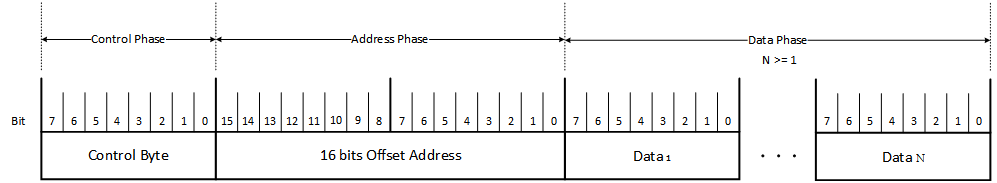 Control Phase Address Phase Data Phase
N >= 1
Bit 7 6 5 4 3 2 1 0 15 14 13 12 11 10 9 8 7 6 5 4 3 2 1 0 7 6 5 4 3 2 1 0 7 6 5 4 3 2 1 0
Control Byte 16 bits Offset Address Data 1 . . . Data N